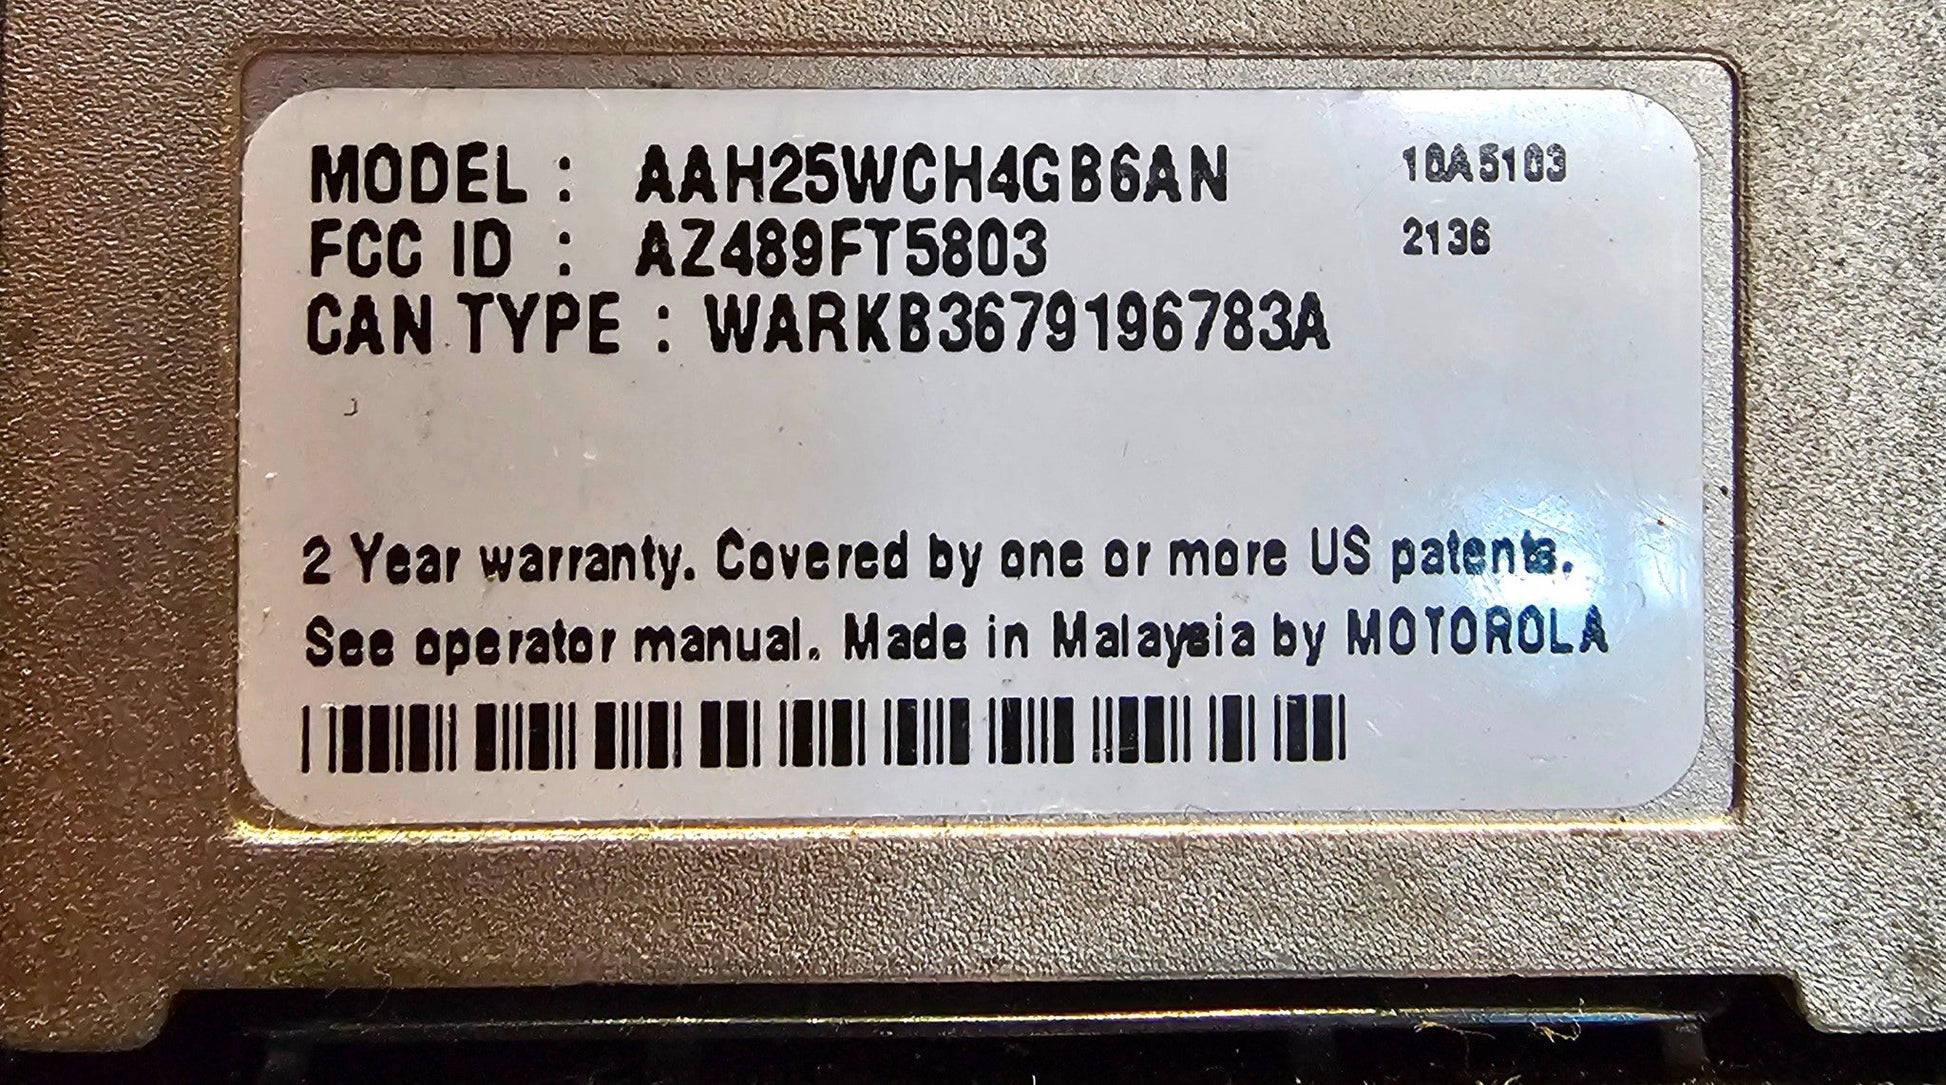 MODEL : AAH25WCH4GB6AN 10A5103
FCC ID : AZ489FT5803 2136
CAN TYPE : WARKB3679196783A
2 Year warranty. Covered by one or more US patents.
See operator manual. Made in Malaysia by MOTOROLA